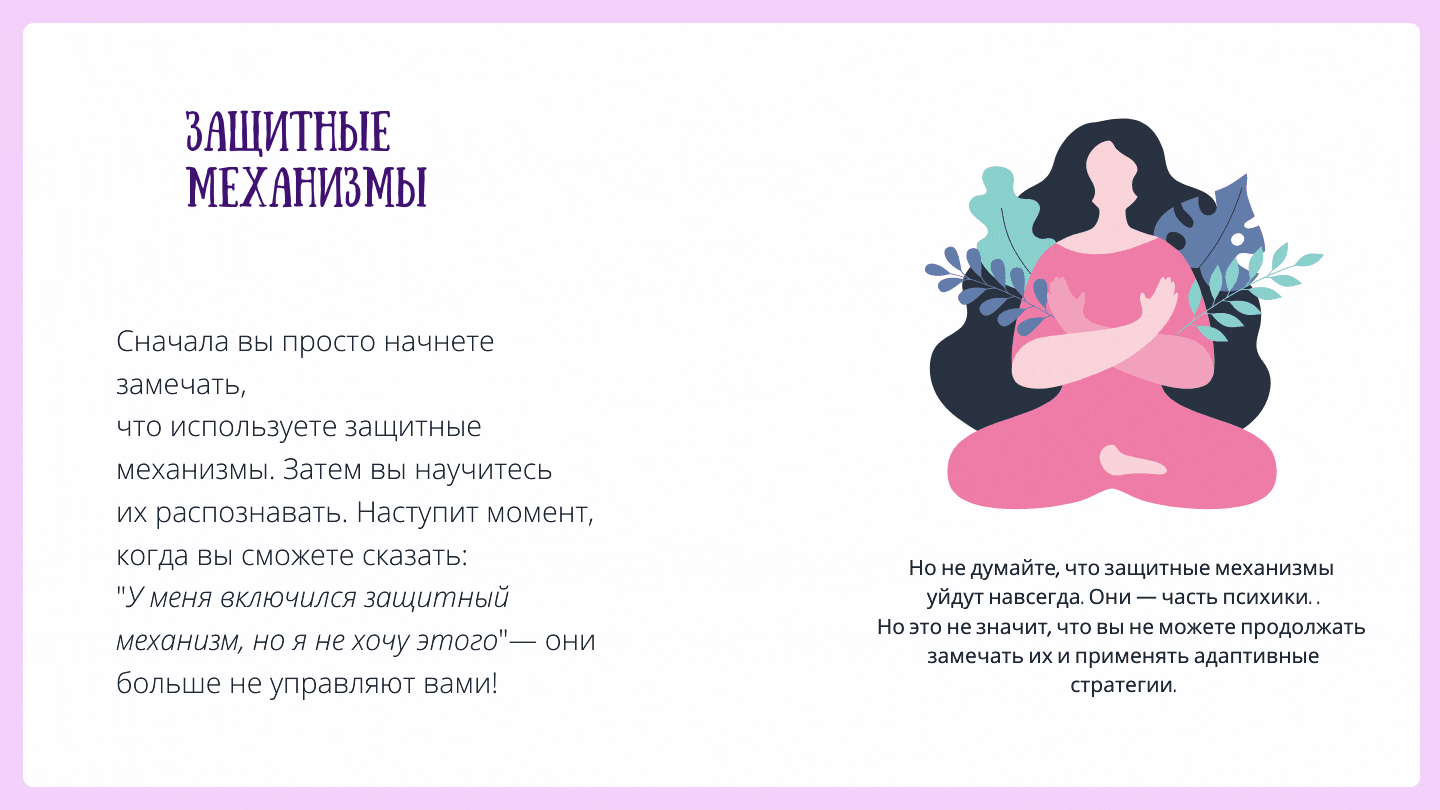 ЗАЩИТНЫЕ
МЕХАНИЗМЫ
Сначала вы просто начнете
замечать,
что используете защитные
механизмы. Затем вы научитесь
их распознавать. Наступит момент,
когда вы сможете сказать:
"У меня включился защитный
механизм, но я не хочу этого"— они
больше не управляют вами!
Но не думайте, что защитные механизмы
уйдут навсегда. Они — часть психики. .
Но это не значит, что вы не можете продолжать
замечать их и применять адаптивные
стратегии.